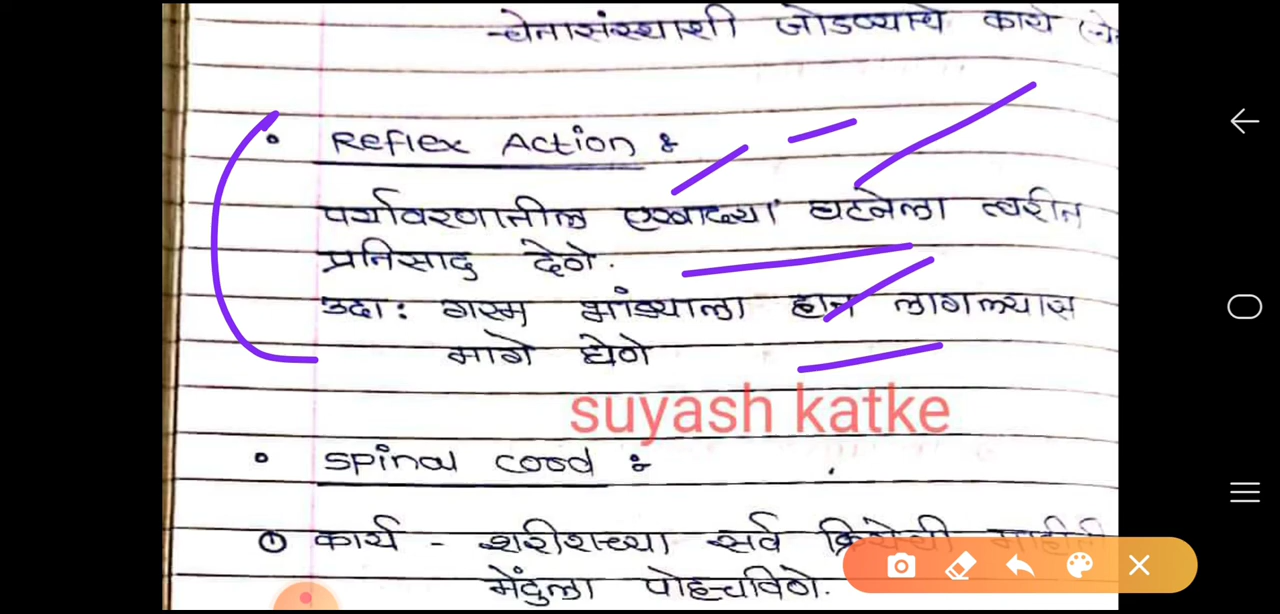 चेतासंस्थाशी जोडण्याचे कार्य (चे
• Reflex Action :
पर्यावरणातील एखाद्या घटनेला त्वरीत
प्रतिसाद देणे.
उदा : गरम भांड्याला हात लागल्यास
मागे घेणे
suyash katke
• Spinal cood :
① कार्य - शरीराच्या सर्व क्रियेची माहीती
मेंदुला पोहचविणे.